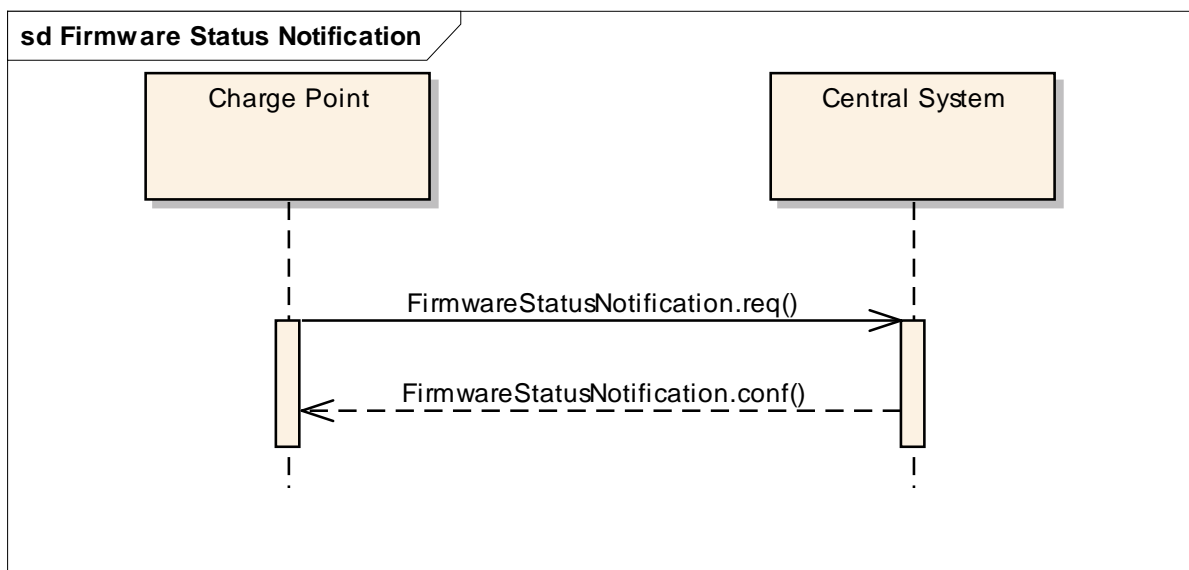 sd Firmware Status Notification
Charge Point
Central System
FirmwareStatusNotification.req()
FirmwareStatusNotification.conf()